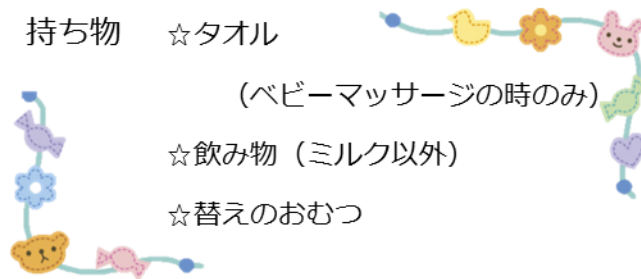 持ち物　☆タオル
（ベビーマッサージの時のみ）
☆飲み物（ミルク以外）
☆替えのおむつ